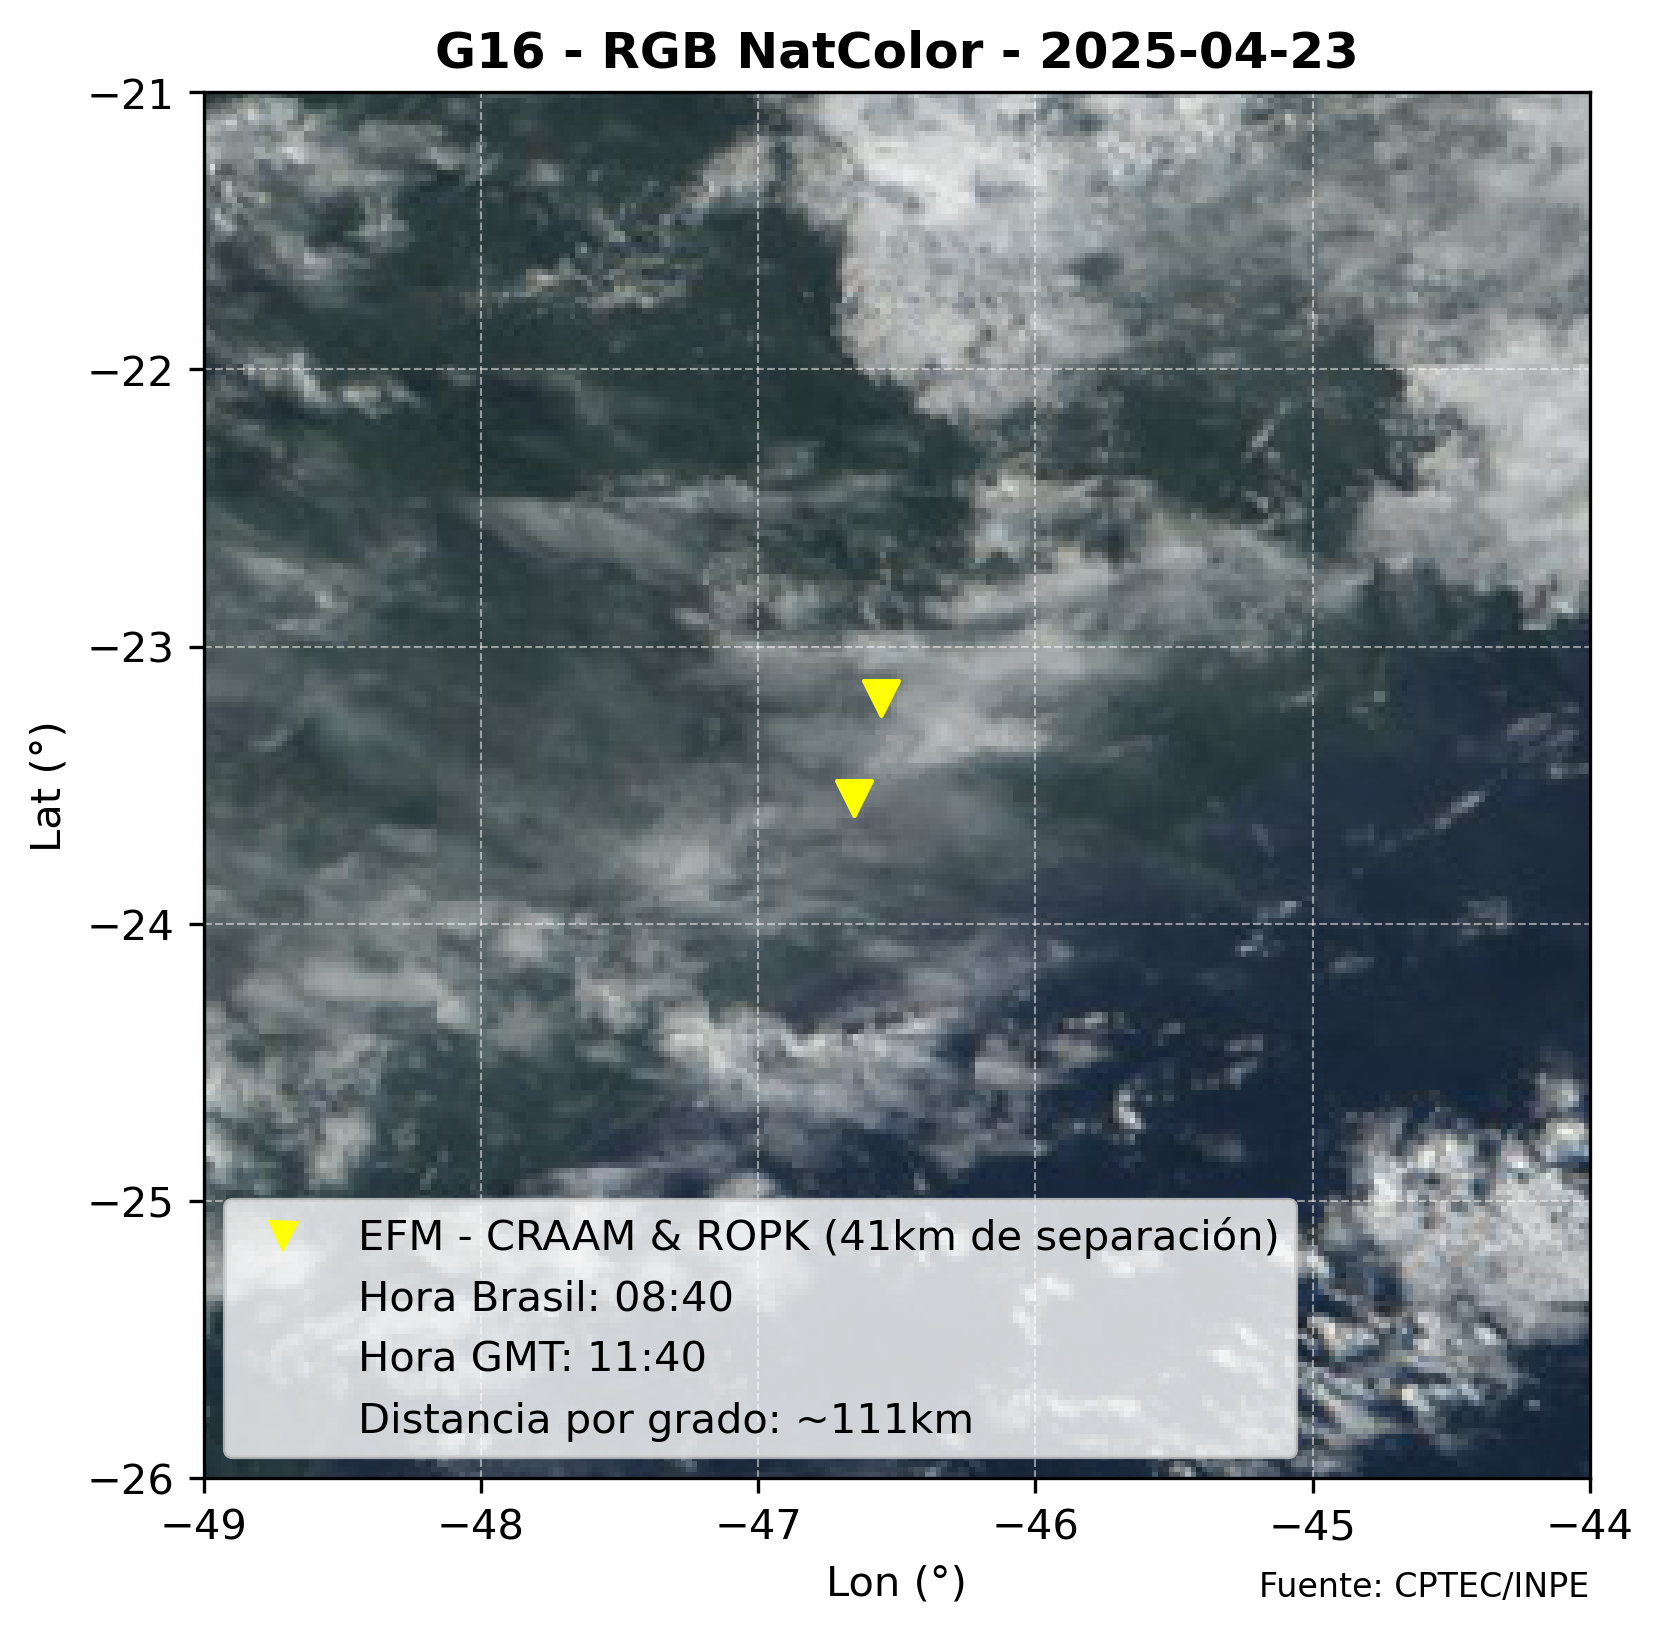 G16 - RGB NatColor - 2025-04-23
−21
−22
−23
−24
−25
−26
Lat (°)
EFM - CRAAM & ROPK (41km de separación)
Hora Brasil: 08:40
Hora GMT: 11:40
Distancia por grado: ~111km
−49 −48 −47 −46 −45 −44
Lon (°)
Fuente: CPTEC/INPE